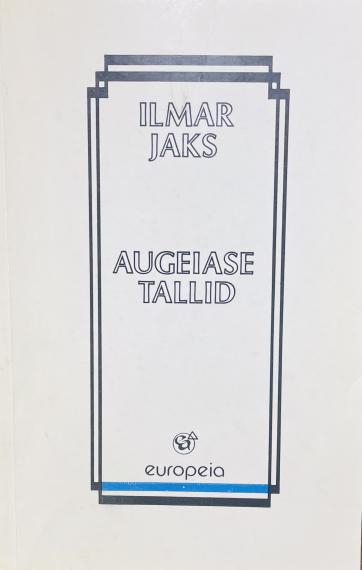 ILMAR
JAKS
AUGEIASE
TALLID
europeia